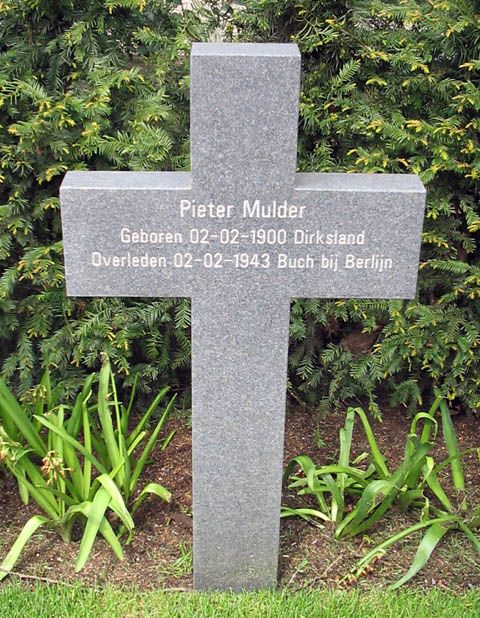 Pieter Mulder
Geboren 02-02-1900 Dirksland
Overleden 02-02-1943 Buch bij Berlijn